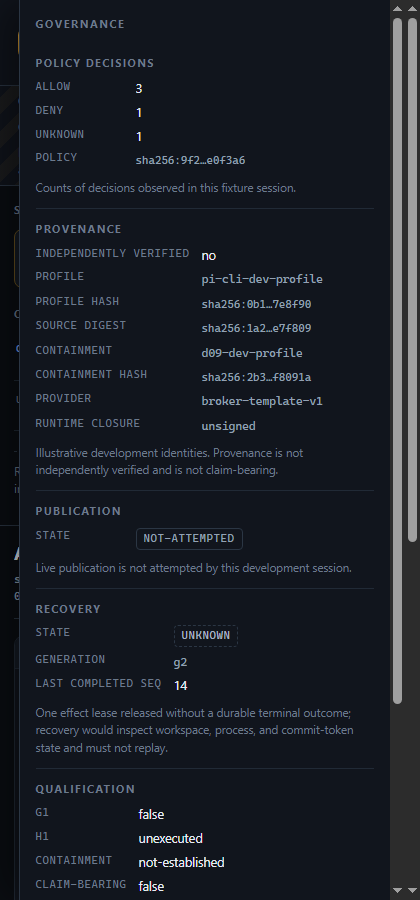 GOVERNANCE
POLICY DECISIONS
ALLOW 3
DENY 1
UNKNOWN 1
POLICY sha256:9f2…e0f3a6
Counts of decisions observed in this fixture session.
PROVENANCE
INDEPENDENTLY VERIFIED no
PROFILE pi-cli-dev-profile
PROFILE HASH sha256:0b1…7e8f90
SOURCE DIGEST sha256:1a2…e7f809
CONTAINMENT d09-dev-profile
CONTAINMENT HASH sha256:2b3…f8091a
PROVIDER broker-template-v1
RUNTIME CLOSURE unsigned
Illustrative development identities. Provenance is not
independently verified and is not claim-bearing.
PUBLICATION
STATE NOT-ATTEMPTED
Live publication is not attempted by this development session.
RECOVERY
STATE UNKNOWN
GENERATION g2
LAST COMPLETED SEQ 14
One effect lease released without a durable terminal outcome;
recovery would inspect workspace, process, and commit-token
state and must not replay.
QUALIFICATION
G1 false
H1 unexecuted
CONTAINMENT not-established
CLAIM-BEARING false